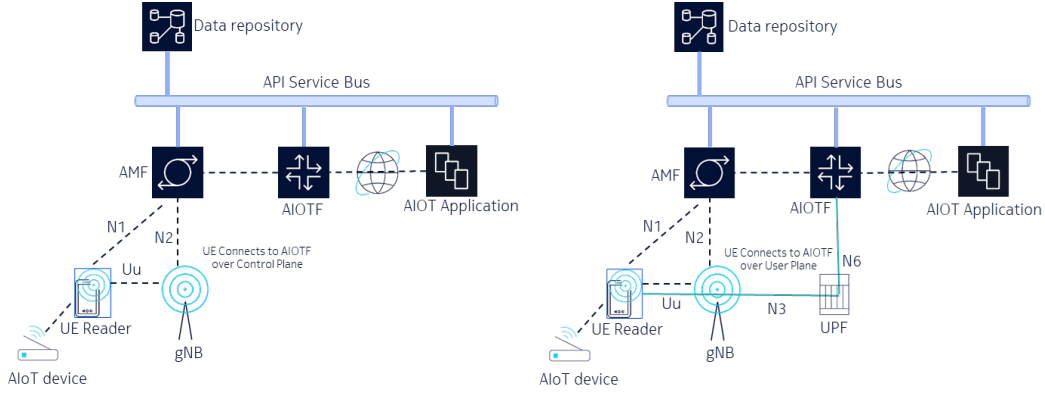 Data repository
API Service Bus
AMF
AIOTF
AIOT Application
N1
N2
UE Connects to AIOTF
over Control Plane
Uu
UE Reader
gNB
AIoT device
Data repository
API Service Bus
AMF
AIOTF
AIOT Application
N1
N2
UE Connects to AIOTF
over User Plane
N6
Uu
N3
UE Reader
UPF
gNB
AIoT device